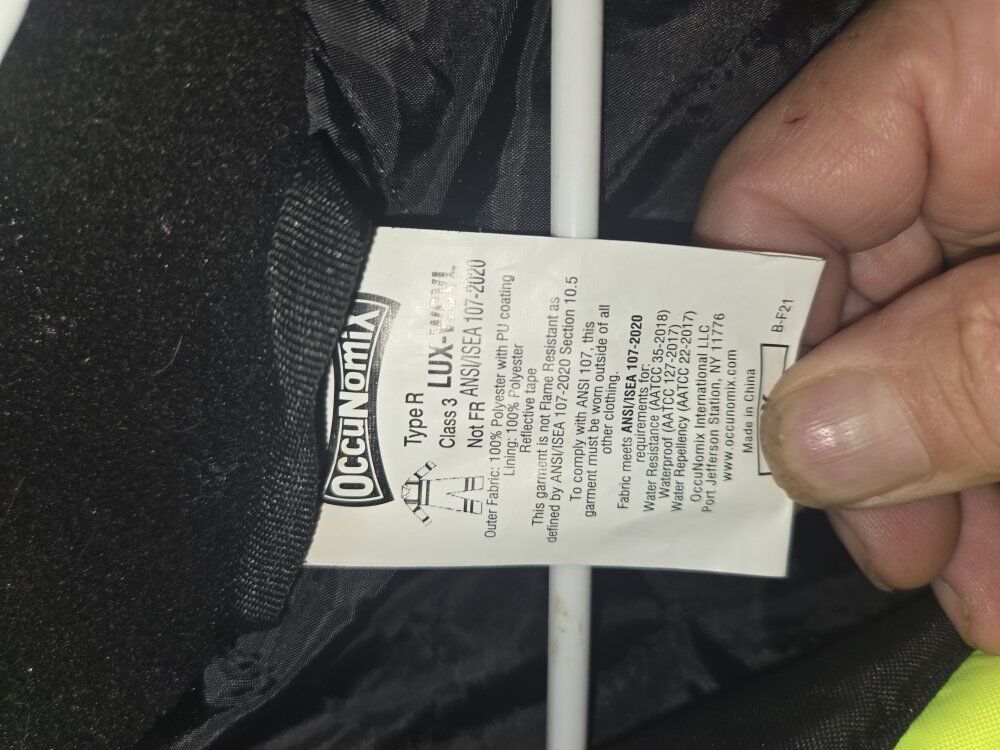 OccuNomiX
Type R
Class 3 LUX-
Not FR ANSI/ISEA 107-2020
Outer Fabric: 100% Polyester with PU coating
Lining: 100% Polyester
Reflective tape
This garment is not Flame Resistant as
defined by ANSI/ISEA 107-2020 Section 10.5
To comply with ANSI 107, this
garment must be worn outside of all
other clothing.
Fabric meets ANSI/ISEA 107-2020
requirements for:
Water Resistance (AATCC 35-2018)
Waterproof (AATCC 127-2017)
Water Repellency (AATCC 22-2017)
OccuNomix International LLC
Port Jefferson Station, NY 11776
www.occunomix.com
Made in China
B-F21